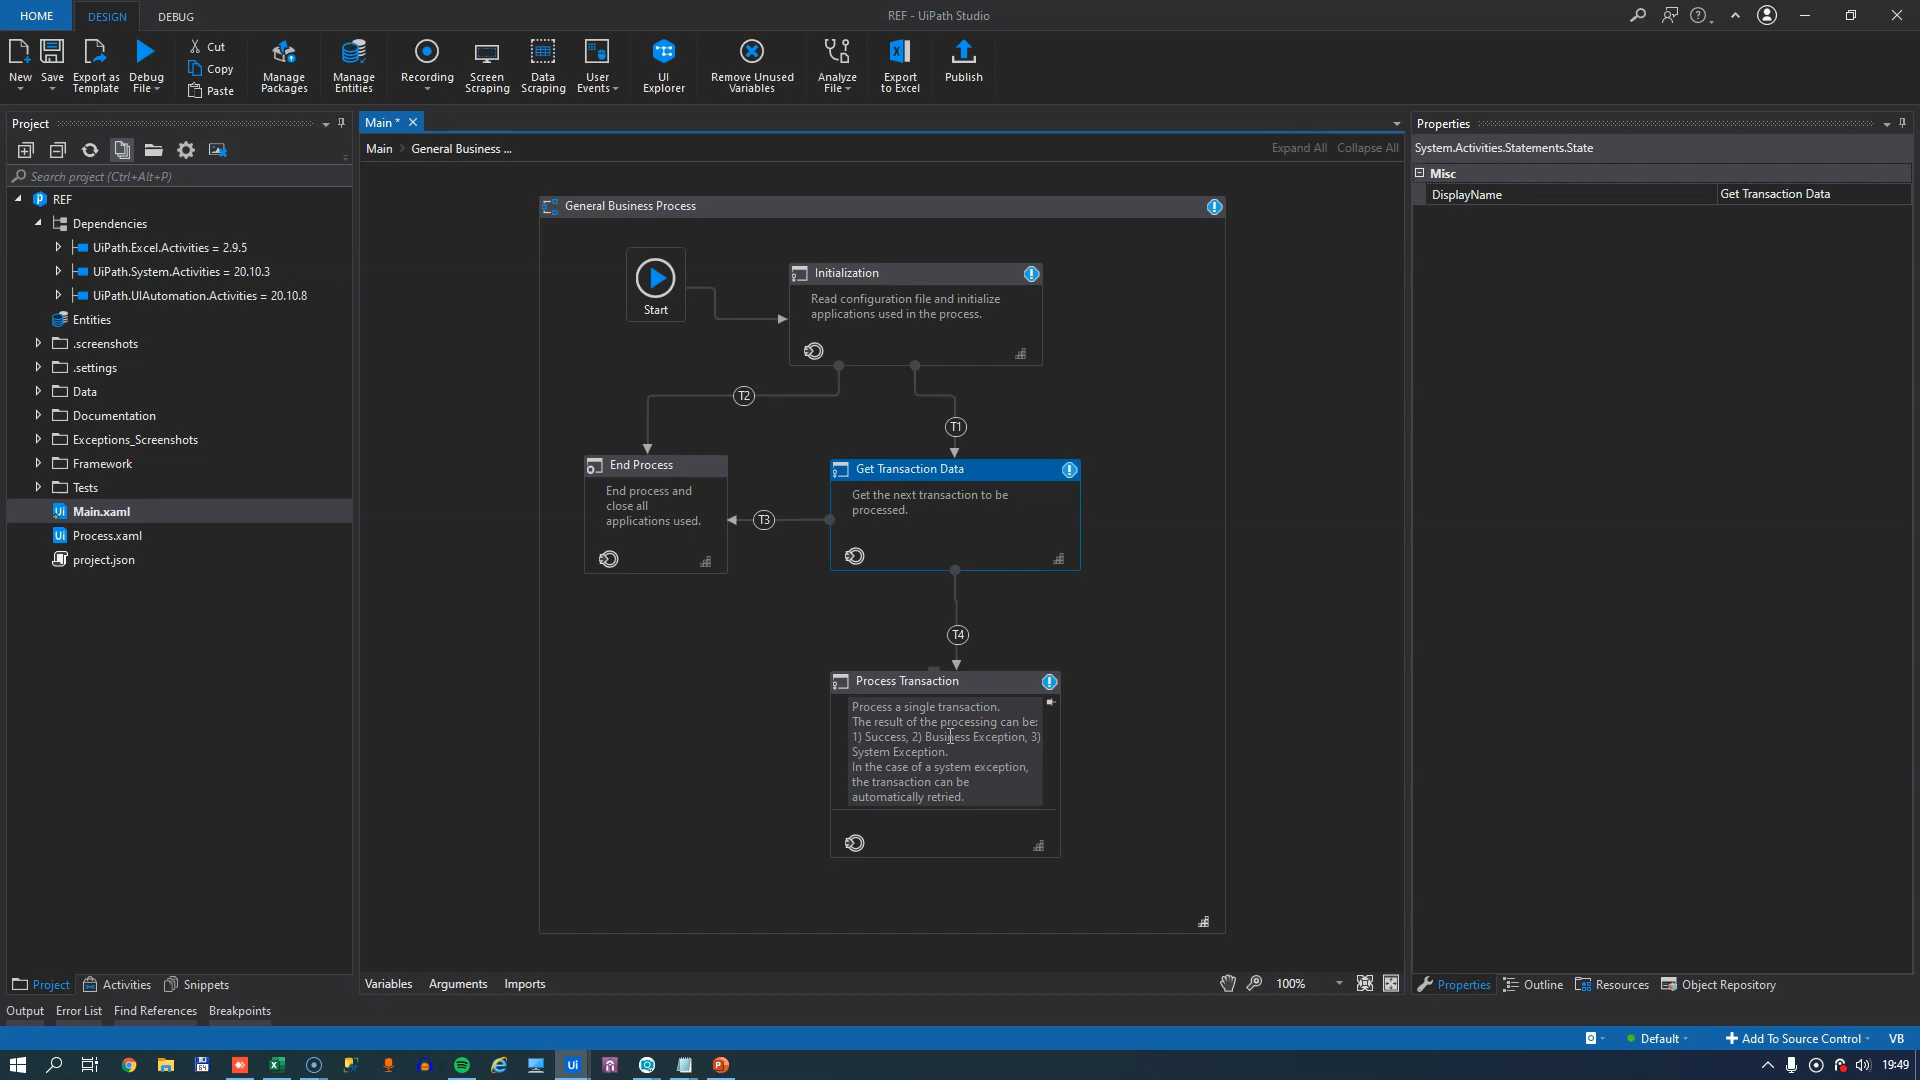 HOME
DESIGN
DEBUG
REF - UiPath Studio
New
Save
Export as
Template
Debug
File
Cut
Copy
Paste
Manage
Packages
Manage
Entities
Recording
Screen
Scraping
Data
Scraping
User
Events
UI
Explorer
Remove Unused
Variables
Analyze
File
Export
to Excel
Publish
Project
Search project (Ctrl+Alt+P)
REF
Dependencies
UiPath.Excel.Activities = 2.9.5
UiPath.System.Activities = 20.10.3
UiPath.UIAutomation.Activities = 20.10.8
Entities
.screenshots
.settings
Data
Documentation
Exceptions_Screenshots
Framework
Tests
Main.xaml
Process.xaml
project.json
Project
Activities
Snippets
Main *
Main
General Business ...
Expand All
Collapse All
General Business Process
Start
Initialization
Read configuration file and initialize
applications used in the process.
T2
T1
End Process
End process and
close all
applications used.
T3
Get Transaction Data
Get the next transaction to be
processed.
T4
Process Transaction
Process a single transaction.
The result of the processing can be:
1) Success, 2) Business Exception, 3)
System Exception.
In the case of a system exception,
the transaction can be
automatically retried.
Variables
Arguments
Imports
100%
Properties
System.Activities.Statements.State
Misc
DisplayName
Get Transaction Data
Properties
Outline
Resources
Object Repository
Output
Error List
Find References
Breakpoints
Default
Add To Source Control
VB
Ui
19:49